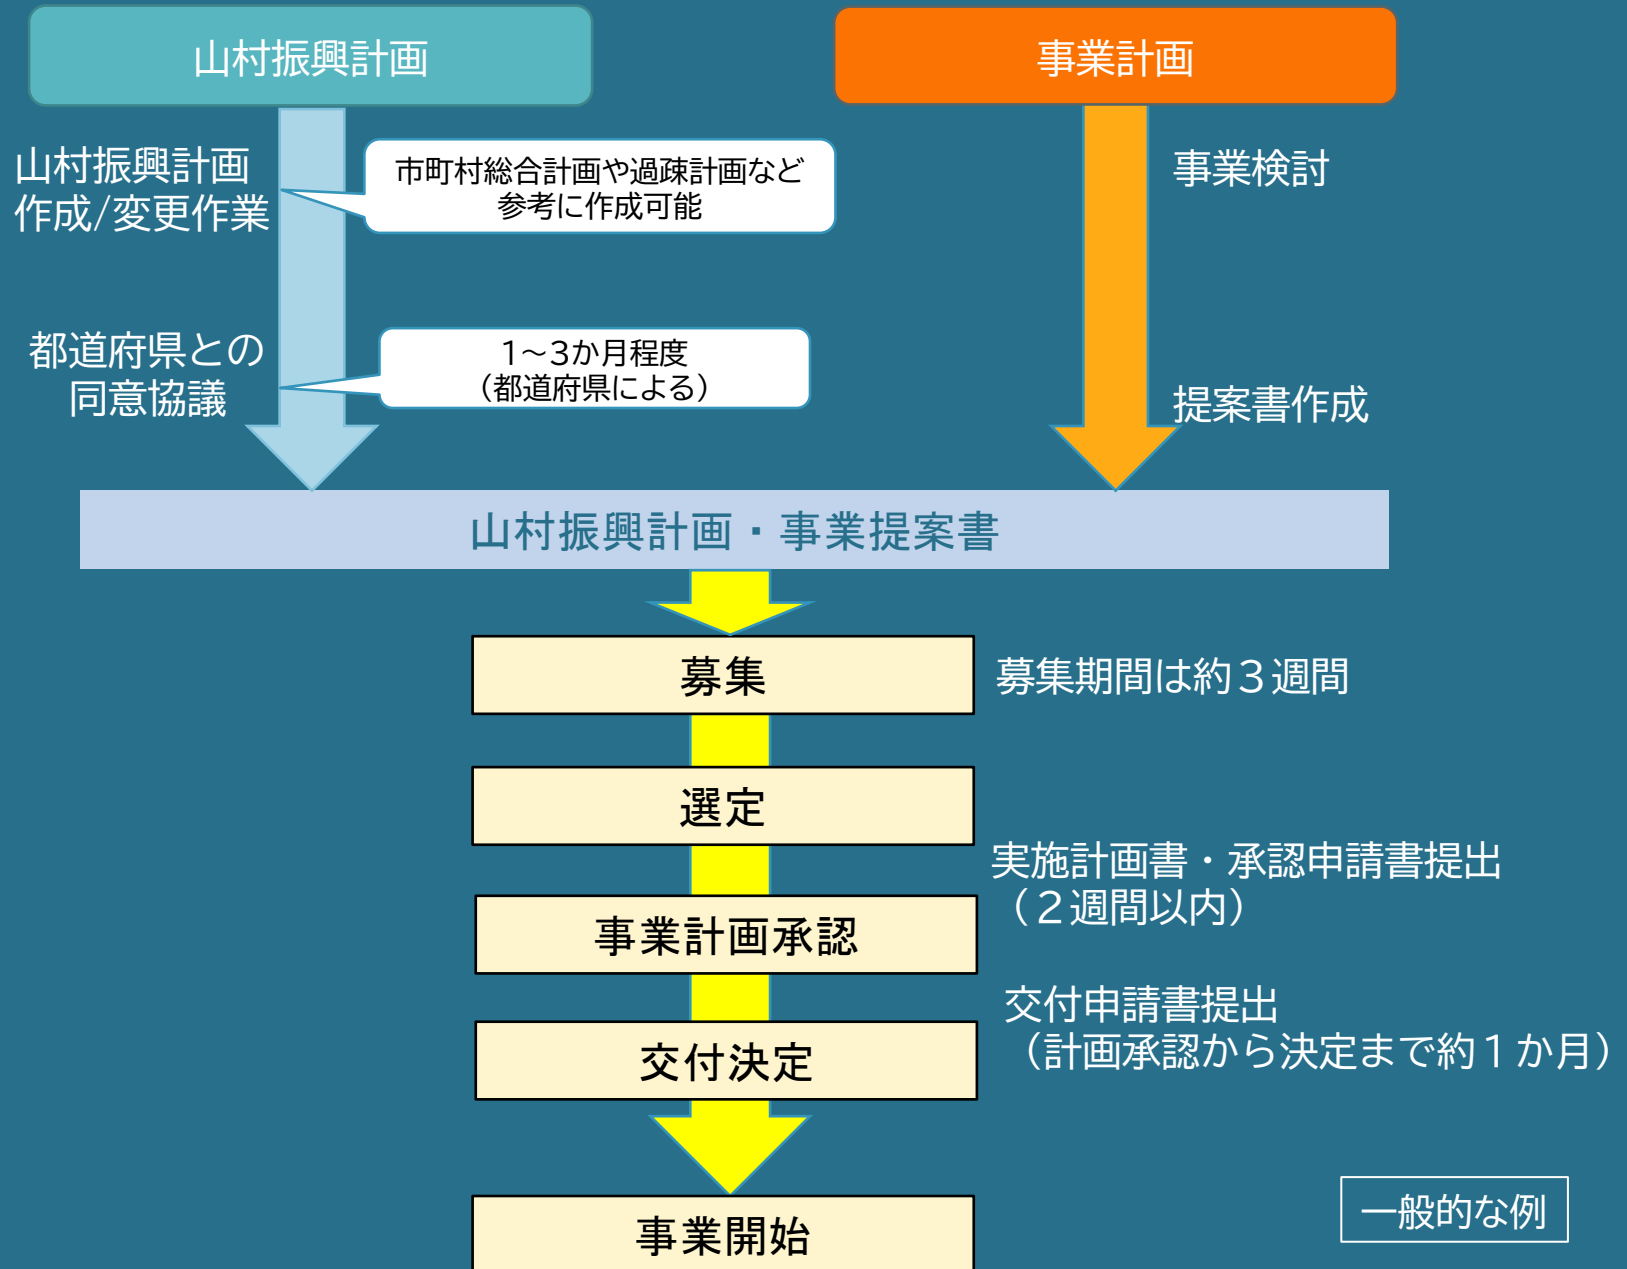 山村振興計画
事業計画
山村振興計画
作成/変更作業
市町村総合計画や過疎計画など
参考に作成可能
事業検討
都道府県との
同意協議
1～3か月程度
（都道府県による）
提案書作成
山村振興計画・事業提案書
募集
募集期間は約３週間
選定
実施計画書・承認申請書提出
（２週間以内）
事業計画承認
交付申請書提出
（計画承認から決定まで約１か月）
交付決定
事業開始
一般的な例